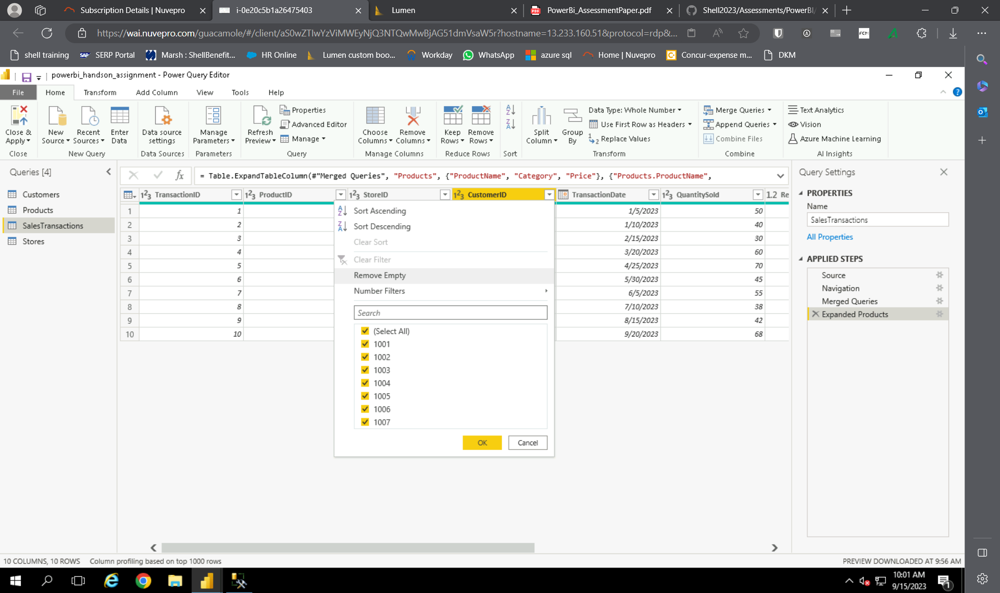 Subscription Details | Nuvepro
i-0e20c5b1a26475403
Lumen
PowerBi_AssessmentPaper.pdf
Shell2023/Assessments/PowerBI/
https://wai.nuvepro.com/guacamole/#/client/aS0wZTIwYzViMWEyNjQ3NTQwMwBjAG51dmVsaW5r?hostname=13.233.160.51&protocol=rdp&...
shell training
SERP Portal
Marsh : ShellBenefit...
HR Online
Lumen custom boo...
Workday
WhatsApp
azure sql
Home | Nuvepro
Concur-expense m...
DKM
powerbi_handson_assignment - Power Query Editor
File
Home
Transform
Add Column
View
Tools
Help
Close & Apply
New Source
Recent Sources
Enter Data
Data source settings
Manage Parameters
Refresh Preview
Properties
Advanced Editor
Manage
Choose Columns
Remove Columns
Keep Rows
Remove Rows
Split Column
Group By
Data Type: Whole Number
Use First Row as Headers
Replace Values
Merge Queries
Append Queries
Combine Files
Text Analytics
Vision
Azure Machine Learning
Close
New Query
Data Sources
Parameters
Query
Manage Columns
Reduce Rows
Sort
Transform
Combine
AI Insights
Queries [4]
Customers
Products
SalesTransactions
Stores
fx
= Table.ExpandTableColumn(#"Merged Queries", "Products", {"ProductName", "Category", "Price"}, {"Products.ProductName",
123 TransactionID
123 ProductID
123 StoreID
123 CustomerID
TransactionDate
123 QuantitySold
1.2 Re
1 1 1/5/2023 50
2 2 1/10/2023 40
3 3 2/15/2023 30
4 4 3/20/2023 60
5 5 4/25/2023 70
6 6 5/30/2023 45
7 7 6/5/2023 55
8 8 7/10/2023 38
9 9 8/15/2023 42
10 10 9/20/2023 68
Sort Ascending
Sort Descending
Clear Sort
Clear Filter
Remove Empty
Number Filters
Search
(Select All)
1001
1002
1003
1004
1005
1006
1007
OK
Cancel
Query Settings
PROPERTIES
Name
SalesTransactions
All Properties
APPLIED STEPS
Source
Navigation
Merged Queries
Expanded Products
10 COLUMNS, 10 ROWS
Column profiling based on top 1000 rows
PREVIEW DOWNLOADED AT 9:56 AM
10:01 AM
9/15/2023
1